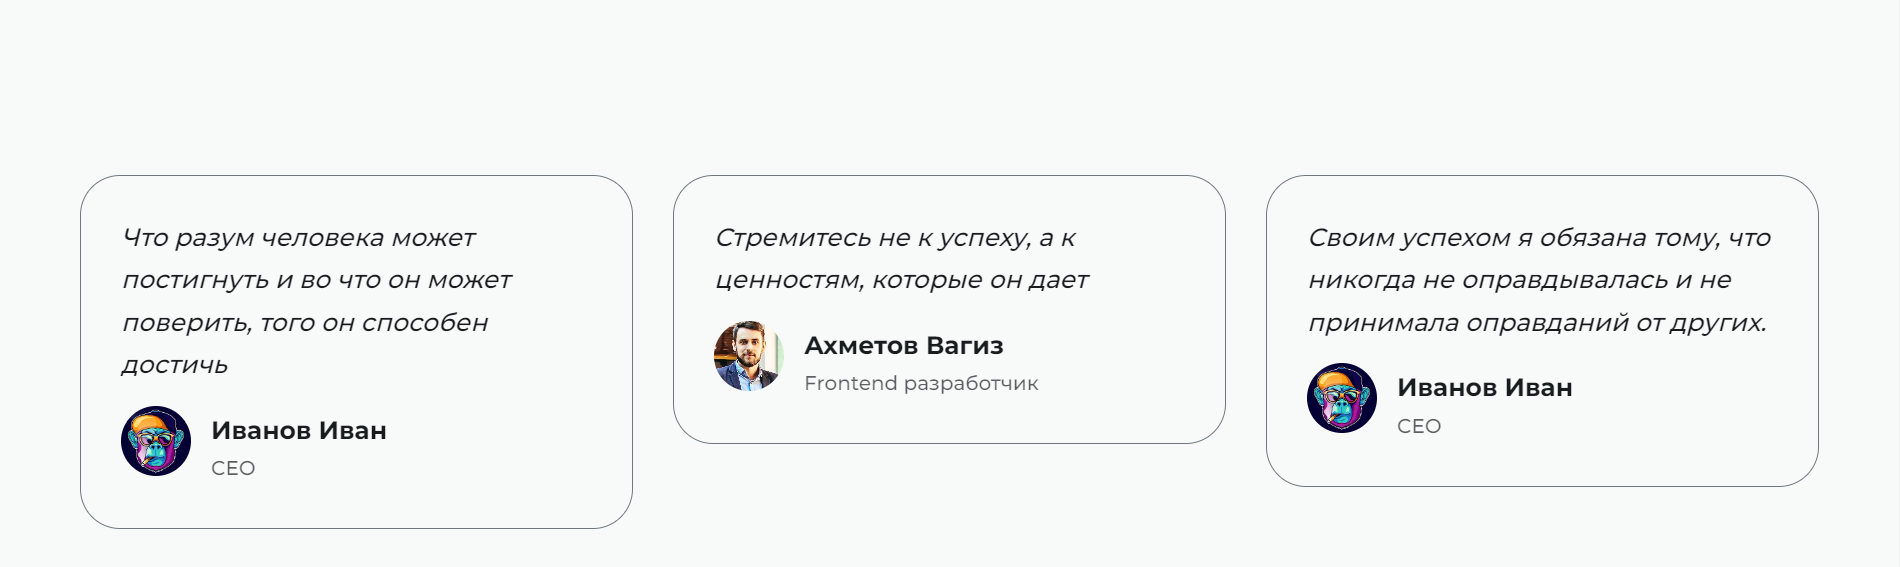 Что разум человека может
постигнуть и во что он может
поверить, того он способен
достичь
Иванов Иван
CEO
Стремитесь не к успеху, а к
ценностям, которые он дает
Ахметов Вагиз
Frontend разработчик
Своим успехом я обязана тому, что
никогда не оправдывалась и не
принимала оправданий от других.
Иванов Иван
CEO